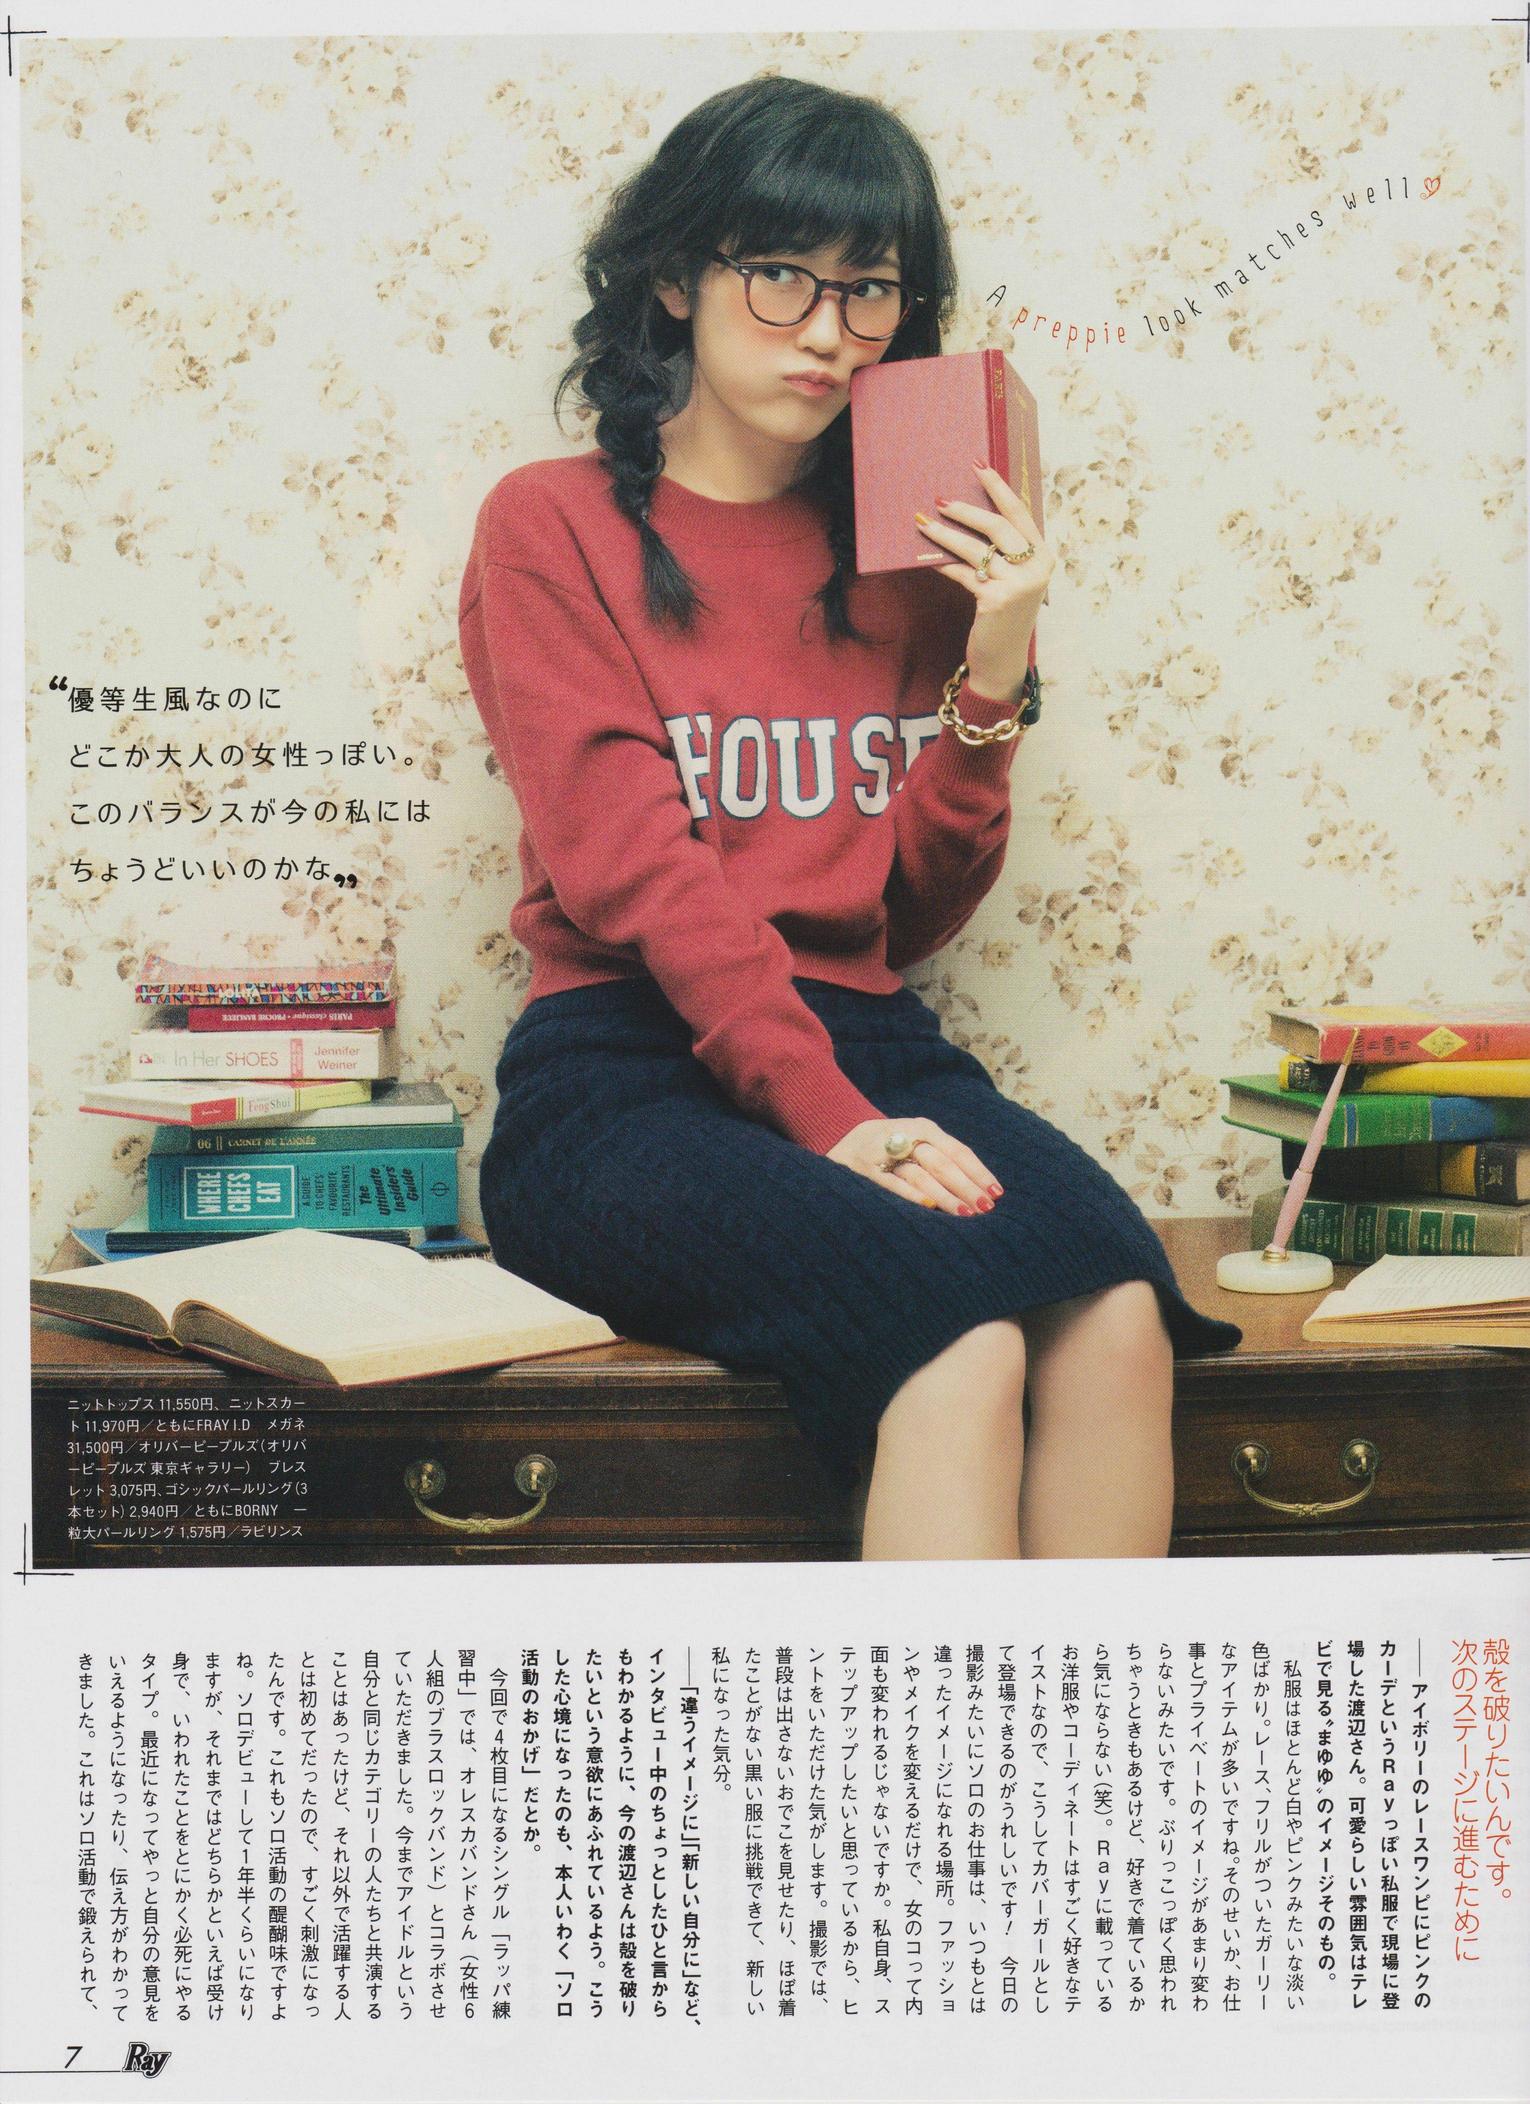 A preppie look matches well
PARIS
HOUSE
“優等生風なのに
どこか大人の女性っぽい。
このバランスが今の私には
ちょうどいいのかな„
PARIS classique • PROCHE BANLIEUE
In Her SHOES Jennifer Weiner
Feng Shui
06 CARNET DE L'ANNÉE
WHERE CHEFS EAT
A GUIDE TO CHEFS' FAVOURITE RESTAURANTS
The Ultimate Insider's Guide
ニットトップス 11,550円、ニットスカー
ト 11,970円／ともにFRAY I.D　メガネ
31,500円／オリバーピープルズ(オリバ
ーピープルズ 東京ギャラリー)　ブレス
レット 3,075円、ゴシックパールリング(3
本セット) 2,940円／ともにBORNY　一
粒大パールリング 1,575円／ラビリンス
殻を破りたいんです。
次のステージに進むために
――アイボリーのレースワンピにピンクの
カーデというRayっぽい私服で現場に登
場した渡辺さん。可愛らしい雰囲気はテレ
ビで見る〝まゆゆ〟のイメージそのもの。
　私服はほとんど白やピンクみたいな淡い
色ばかり。レース、フリルがついたガーリー
なアイテムが多いですね。そのせいか、お仕
事とプライベートのイメージがあまり変わ
らないみたいです。ぶりっこっぽく思われ
ちゃうときもあるけど、好きで着ているか
ら気にならない(笑)。Rayに載っている
お洋服やコーディネートはすごく好きなテ
イストなので、こうしてカバーガールとし
て登場できるのがうれしいです！　今日の
撮影みたいにソロのお仕事は、いつもとは
違ったイメージになれる場所。ファッショ
ンやメイクを変えるだけで、女のコって内
面も変われるじゃないですか。私自身、ス
テップアップしたいと思っているから、ヒ
ントをいただけた気がします。撮影では、
普段は出さないおでこを見せたり、ほぼ着
たことがない黒い服に挑戦できて、新しい
私になった気分。
――「違うイメージに」「新しい自分に」など、
インタビュー中のちょっとしたひと言から
もわかるように、今の渡辺さんは殻を破り
たいという意欲にあふれているよう。こう
した心境になったのも、本人いわく「ソロ
活動のおかげ」だとか。
　今回で4枚目になるシングル「ラッパ練
習中」では、オレスカバンドさん（女性6
人組のブラスロックバンド）とコラボさせ
ていただきました。今までアイドルという
自分と同じカテゴリーの人たちと共演する
ことはあったけど、それ以外で活躍する人
とは初めてだったので、すごく刺激になっ
たんです。これもソロ活動の醍醐味ですよ
ね。ソロデビューして1年半くらいになり
ますが、それまではどちらかといえば受け
身で、いわれたことをとにかく必死にやる
タイプ。最近になってやっと自分の意見を
いえるようになったり、伝え方がわかって
きました。これはソロ活動で鍛えられて、
7 Ray